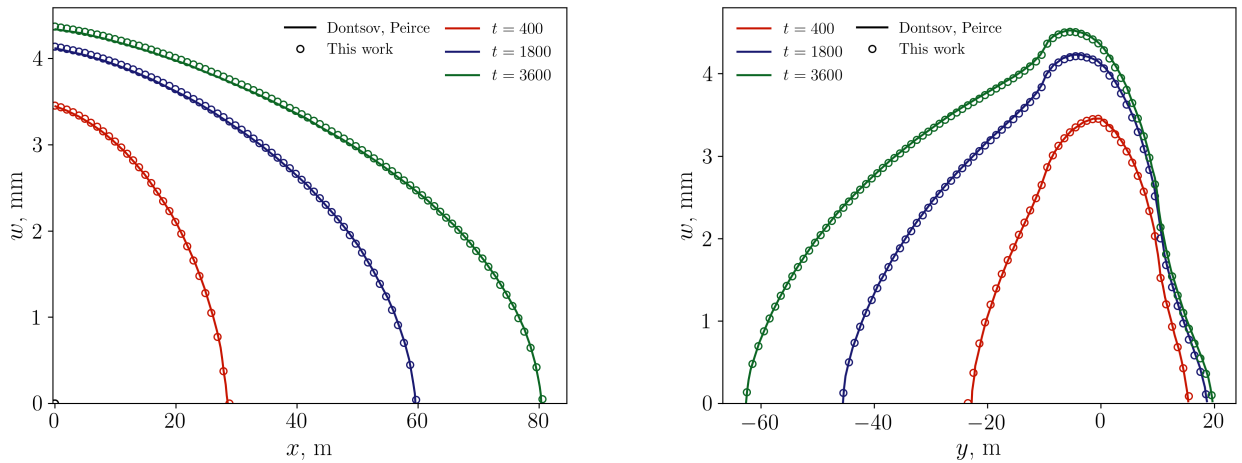 Dontsov, Peirce
This work
t = 400
t = 1800
t = 3600
4
3
2
1
0
w, mm
0
20
40
60
80
x, m
t = 400
t = 1800
t = 3600
Dontsov, Peirce
This work
4
3
2
1
0
w, mm
−60
−40
−20
0
20
y, m